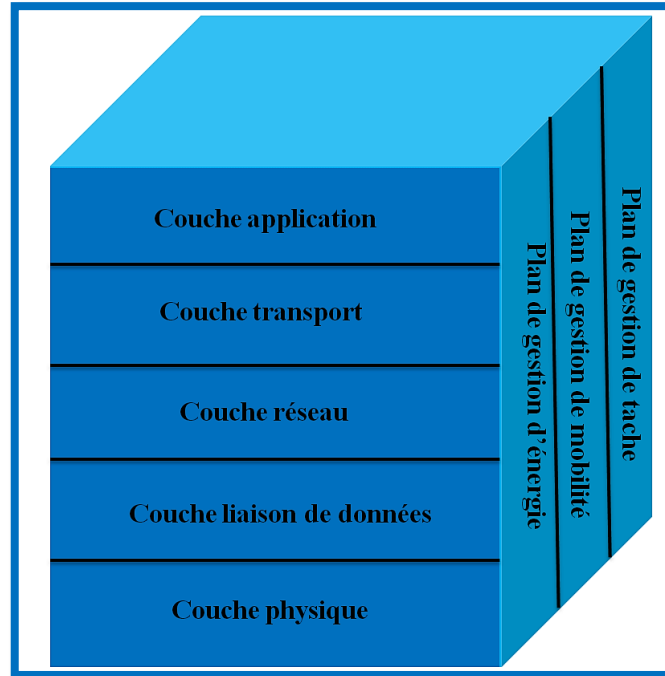 Couche application
Couche transport
Couche réseau
Couche liaison de données
Couche physique
Plan de gestion d'énergie
Plan de gestion de mobilité
Plan de gestion de tache